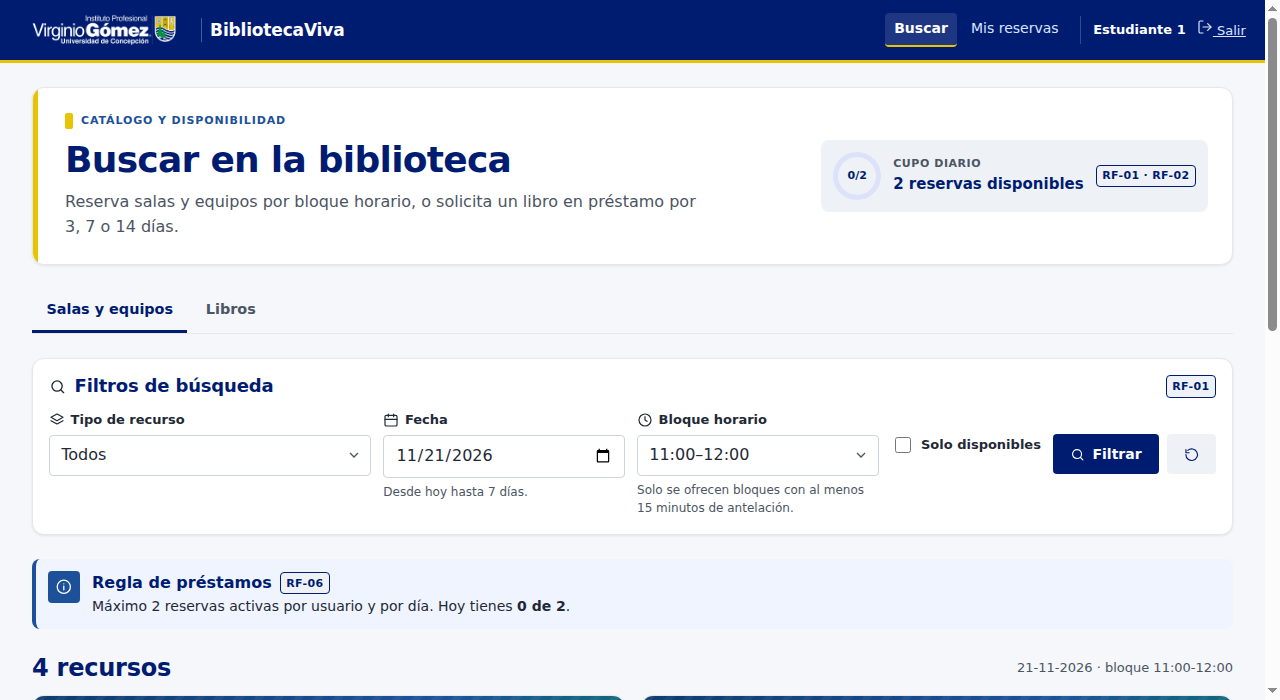 Instituto Profesional
VirginioGómez
Universidad de Concepción
BibliotecaViva
Buscar
Mis reservas
Estudiante 1
Salir
CATÁLOGO Y DISPONIBILIDAD
Buscar en la biblioteca
Reserva salas y equipos por bloque horario, o solicita un libro en préstamo por
3, 7 o 14 días.
0/2
CUPO DIARIO
2 reservas disponibles
RF-01 · RF-02
Salas y equipos
Libros
Filtros de búsqueda
RF-01
Tipo de recurso
Fecha
Bloque horario
Todos
11/21/2026
11:00–12:00
Solo disponibles
Filtrar
Desde hoy hasta 7 días.
Solo se ofrecen bloques con al menos
15 minutos de antelación.
Regla de préstamos
RF-06
Máximo 2 reservas activas por usuario y por día. Hoy tienes 0 de 2.
4 recursos
21-11-2026 · bloque 11:00-12:00